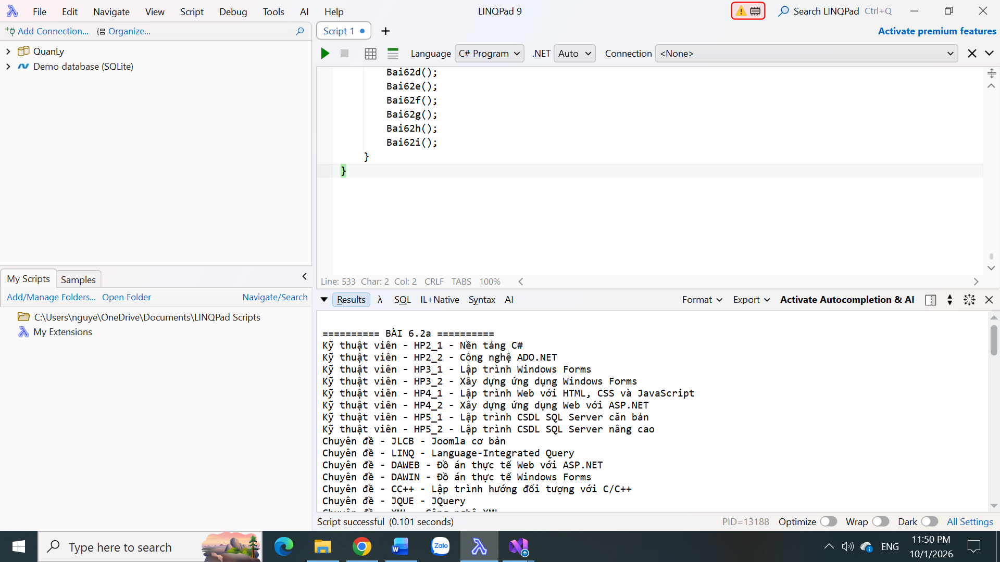 File Edit Navigate View Script Debug Tools AI Help
LINQPad 9
Search LINQPad Ctrl+Q
Add Connection... Organize...
Script 1
Activate premium features
QuanLy
Demo database (SQLite)
Language C# Program .NET Auto Connection <None>
Bai62d();
Bai62e();
Bai62f();
Bai62g();
Bai62h();
Bai62i();
}
}
Line: 533 Char: 2 Col: 2 CRLF TABS 100%
My Scripts Samples
Add/Manage Folders... Open Folder Navigate/Search
C:\Users\nguye\OneDrive\Documents\LINQPad Scripts
My Extensions
Results λ SQL IL+Native Syntax AI Format Export Activate Autocompletion & AI
========== BÀI 6.2a ==========
Kỹ thuật viên - HP2_1 - Nền tảng C#
Kỹ thuật viên - HP2_2 - Công nghệ ADO.NET
Kỹ thuật viên - HP3_1 - Lập trình Windows Forms
Kỹ thuật viên - HP3_2 - Xây dựng ứng dụng Windows Forms
Kỹ thuật viên - HP4_1 - Lập trình Web với HTML, CSS và JavaScript
Kỹ thuật viên - HP4_2 - Xây dựng ứng dụng Web với ASP.NET
Kỹ thuật viên - HP5_1 - Lập trình CSDL SQL Server căn bản
Kỹ thuật viên - HP5_2 - Lập trình CSDL SQL Server nâng cao
Chuyên đề - JLCB - Joomla cơ bản
Chuyên đề - LINQ - Language-Integrated Query
Chuyên đề - DAWEB - Đồ án thực tế Web với ASP.NET
Chuyên đề - DAWIN - Đồ án thực tế Windows Forms
Chuyên đề - CC++ - Lập trình hướng đối tượng với C/C++
Chuyên đề - JQUE - JQuery
Chuyên đề - XML - Công nghệ XML
Script successful (0.101 seconds)
PID=13188 Optimize Wrap Dark All Settings
Type here to search
Zalo
ENG
11:50 PM
10/1/2026